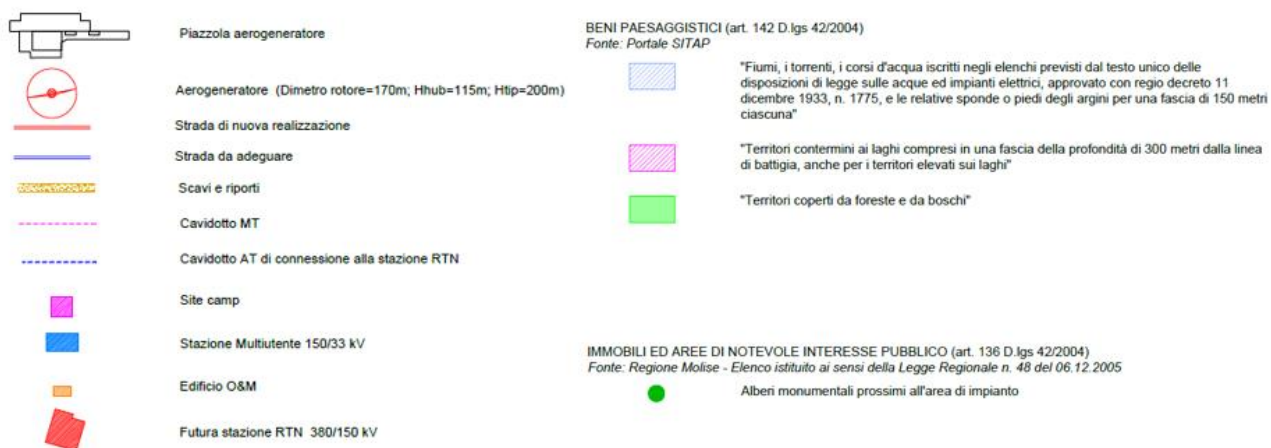 Piazzola aerogeneratore
Aerogeneratore (Dimetro rotore=170m; Hhub=115m; Htip=200m)
Strada di nuova realizzazione
Strada da adeguare
Scavi e riporti
Cavidotto MT
Cavidotto AT di connessione alla stazione RTN
Site camp
Stazione Multiutente 150/33 kV
Edificio O&M
Futura stazione RTN 380/150 kV
BENI PAESAGGISTICI (art. 142 D.lgs 42/2004)
Fonte: Portale SITAP
"Fiumi, i torrenti, i corsi d'acqua iscritti negli elenchi previsti dal testo unico delle
disposizioni di legge sulle acque ed impianti elettrici, approvato con regio decreto 11
dicembre 1933, n. 1775, e le relative sponde o piedi degli argini per una fascia di 150 metri
ciascuna"
"Territori contermini ai laghi compresi in una fascia della profondità di 300 metri dalla linea
di battigia, anche per i territori elevati sui laghi"
"Territori coperti da foreste e da boschi"
IMMOBILI ED AREE DI NOTEVOLE INTERESSE PUBBLICO (art. 136 D.lgs 42/2004)
Fonte: Regione Molise - Elenco istituito ai sensi della Legge Regionale n. 48 del 06.12.2005
Alberi monumentali prossimi all'area di impianto